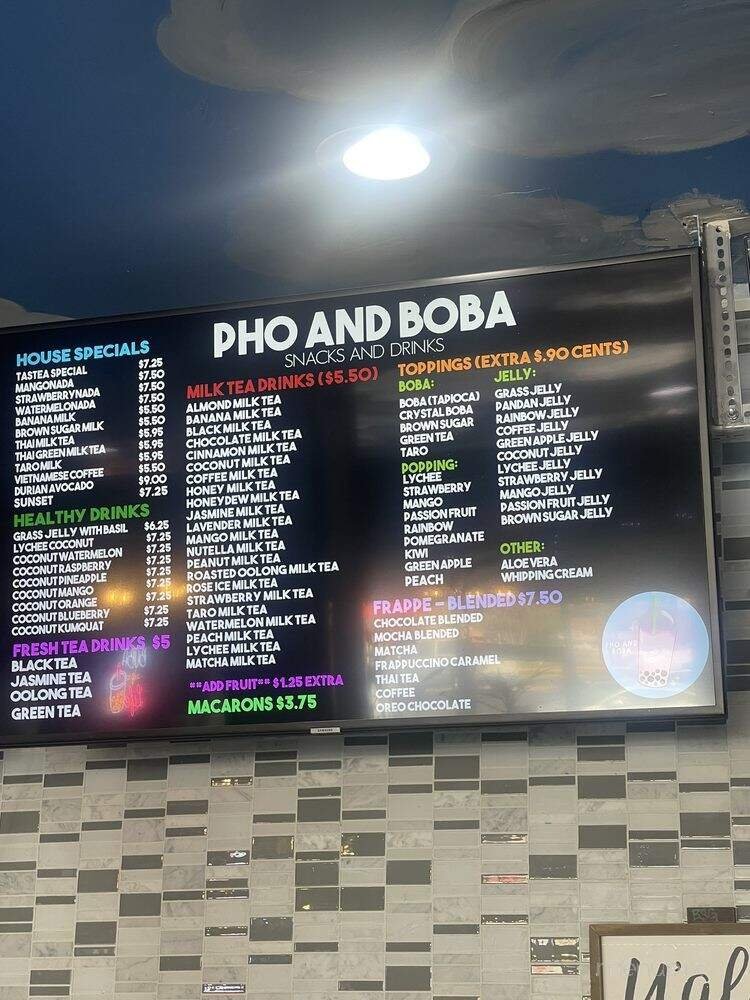 PHO AND BOBA
SNACKS AND DRINKS
HOUSE SPECIALS
TASTEA SPECIAL $7.25
MANGONADA $7.50
STRAWBERRYNADA $7.50
WATERMELONADA $7.50
BANANA MILK $5.50
BROWN SUGAR MILK $5.50
THAI MILK TEA $5.95
THAI GREEN MILK TEA $5.95
TARO MILK $5.95
VIETNAMESE COFFEE $5.50
DURIAN AVOCADO $9.00
SUNSET $7.25
HEALTHY DRINKS
GRASS JELLY WITH BASIL $6.25
LYCHEE COCONUT $7.25
COCONUT WATERMELON $7.25
COCONUT RASPBERRY $7.25
COCONUT PINEAPPLE $7.25
COCONUT MANGO $7.25
COCONUT ORANGE $7.25
COCONUT BLUEBERRY $7.25
COCONUT KUMQUAT $7.25
FRESH TEA DRINKS $5
BLACK TEA
JASMINE TEA
OOLONG TEA
GREEN TEA
MILK TEA DRINKS ($5.50)
ALMOND MILK TEA
BANANA MILK TEA
BLACK MILK TEA
CHOCOLATE MILK TEA
CINNAMON MILK TEA
COCONUT MILK TEA
COFFEE MILK TEA
HONEY MILK TEA
HONEYDEW MILK TEA
JASMINE MILK TEA
LAVENDER MILK TEA
MANGO MILK TEA
NUTELLA MILK TEA
PEANUT MILK TEA
ROASTED OOLONG MILK TEA
ROSE ICE MILK TEA
STRAWBERRY MILK TEA
TARO MILK TEA
WATERMELON MILK TEA
PEACH MILK TEA
LYCHEE MILK TEA
MATCHA MILK TEA
**ADD FRUIT** $1.25 EXTRA
MACARONS $3.75
TOPPINGS (EXTRA $.90 CENTS)
BOBA:
BOBA (TAPIOCA)
CRYSTAL BOBA
BROWN SUGAR
GREEN TEA
TARO
POPPING:
LYCHEE
STRAWBERRY
MANGO
PASSION FRUIT
RAINBOW
POMEGRANATE
KIWI
GREEN APPLE
PEACH
JELLY:
GRASS JELLY
PANDAN JELLY
RAINBOW JELLY
COFFEE JELLY
GREEN APPLE JELLY
COCONUT JELLY
LYCHEE JELLY
STRAWBERRY JELLY
MANGO JELLY
PASSION FRUIT JELLY
BROWN SUGAR JELLY
OTHER:
ALOE VERA
WHIPPING CREAM
FRAPPE - BLENDED $7.50
CHOCOLATE BLENDED
MOCHA BLENDED
MATCHA
FRAPPUCCINO CARAMEL
THAI TEA
COFFEE
OREO CHOCOLATE
PHO AND
BOBA
SAMSUNG